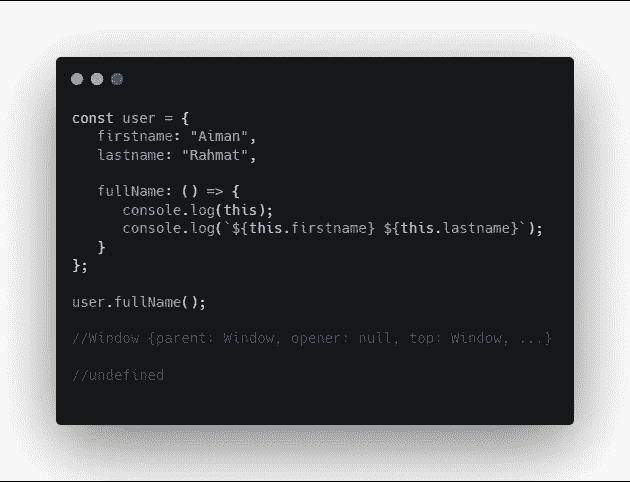 const user = {
firstname: "Aiman",
lastname: "Rahmat",
fullName: () => {
console.log(this);
console.log(`${this.firstname} ${this.lastname}`);
}
};
user.fullName();
//Window {parent: Window, opener: null, top: Window, ...}
//undefined